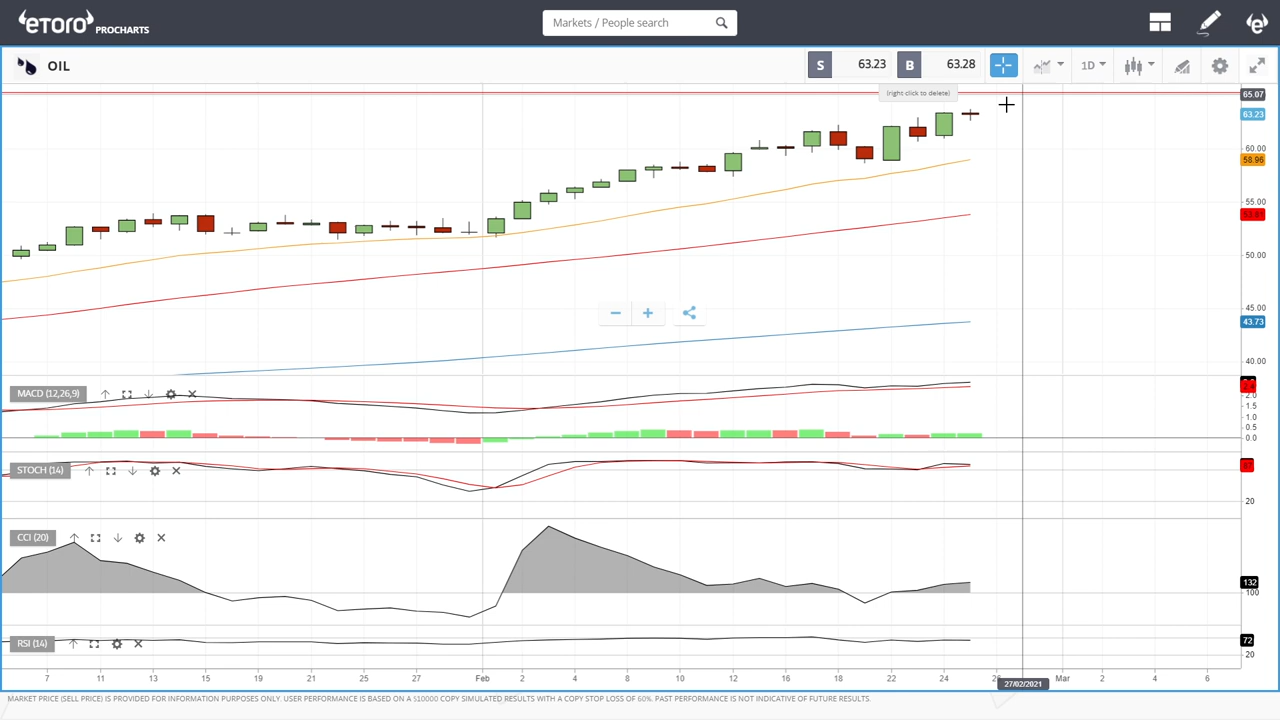 eToro PROCHARTS
Markets / People search
OIL
S 63.23 B 63.28
1D
(right click to delete)
65.07
63.23
60.00
58.96
55.00
53.81
50.00
45.00
43.73
40.00
MACD (12,26,9)
2.4
2.0
1.5
1.0
0.5
0.0
STOCH (14)
20
CCI (20)
132
100
RSI (14)
72
20
7 11 13 15 19 21 25 27 Feb 2 4 8 10 12 16 18 22 24 26 Mar 2 4 6
27/02/2021
MARKET PRICE (SELL PRICE) IS PROVIDED FOR INFORMATION PURPOSES ONLY. USER PERFORMANCE IS BASED ON A $10000 COPY SIMULATED RESULTS WITH A COPY STOP LOSS OF 60%. PAST PERFORMANCE IS NOT INDICATIVE OF FUTURE RESULTS.